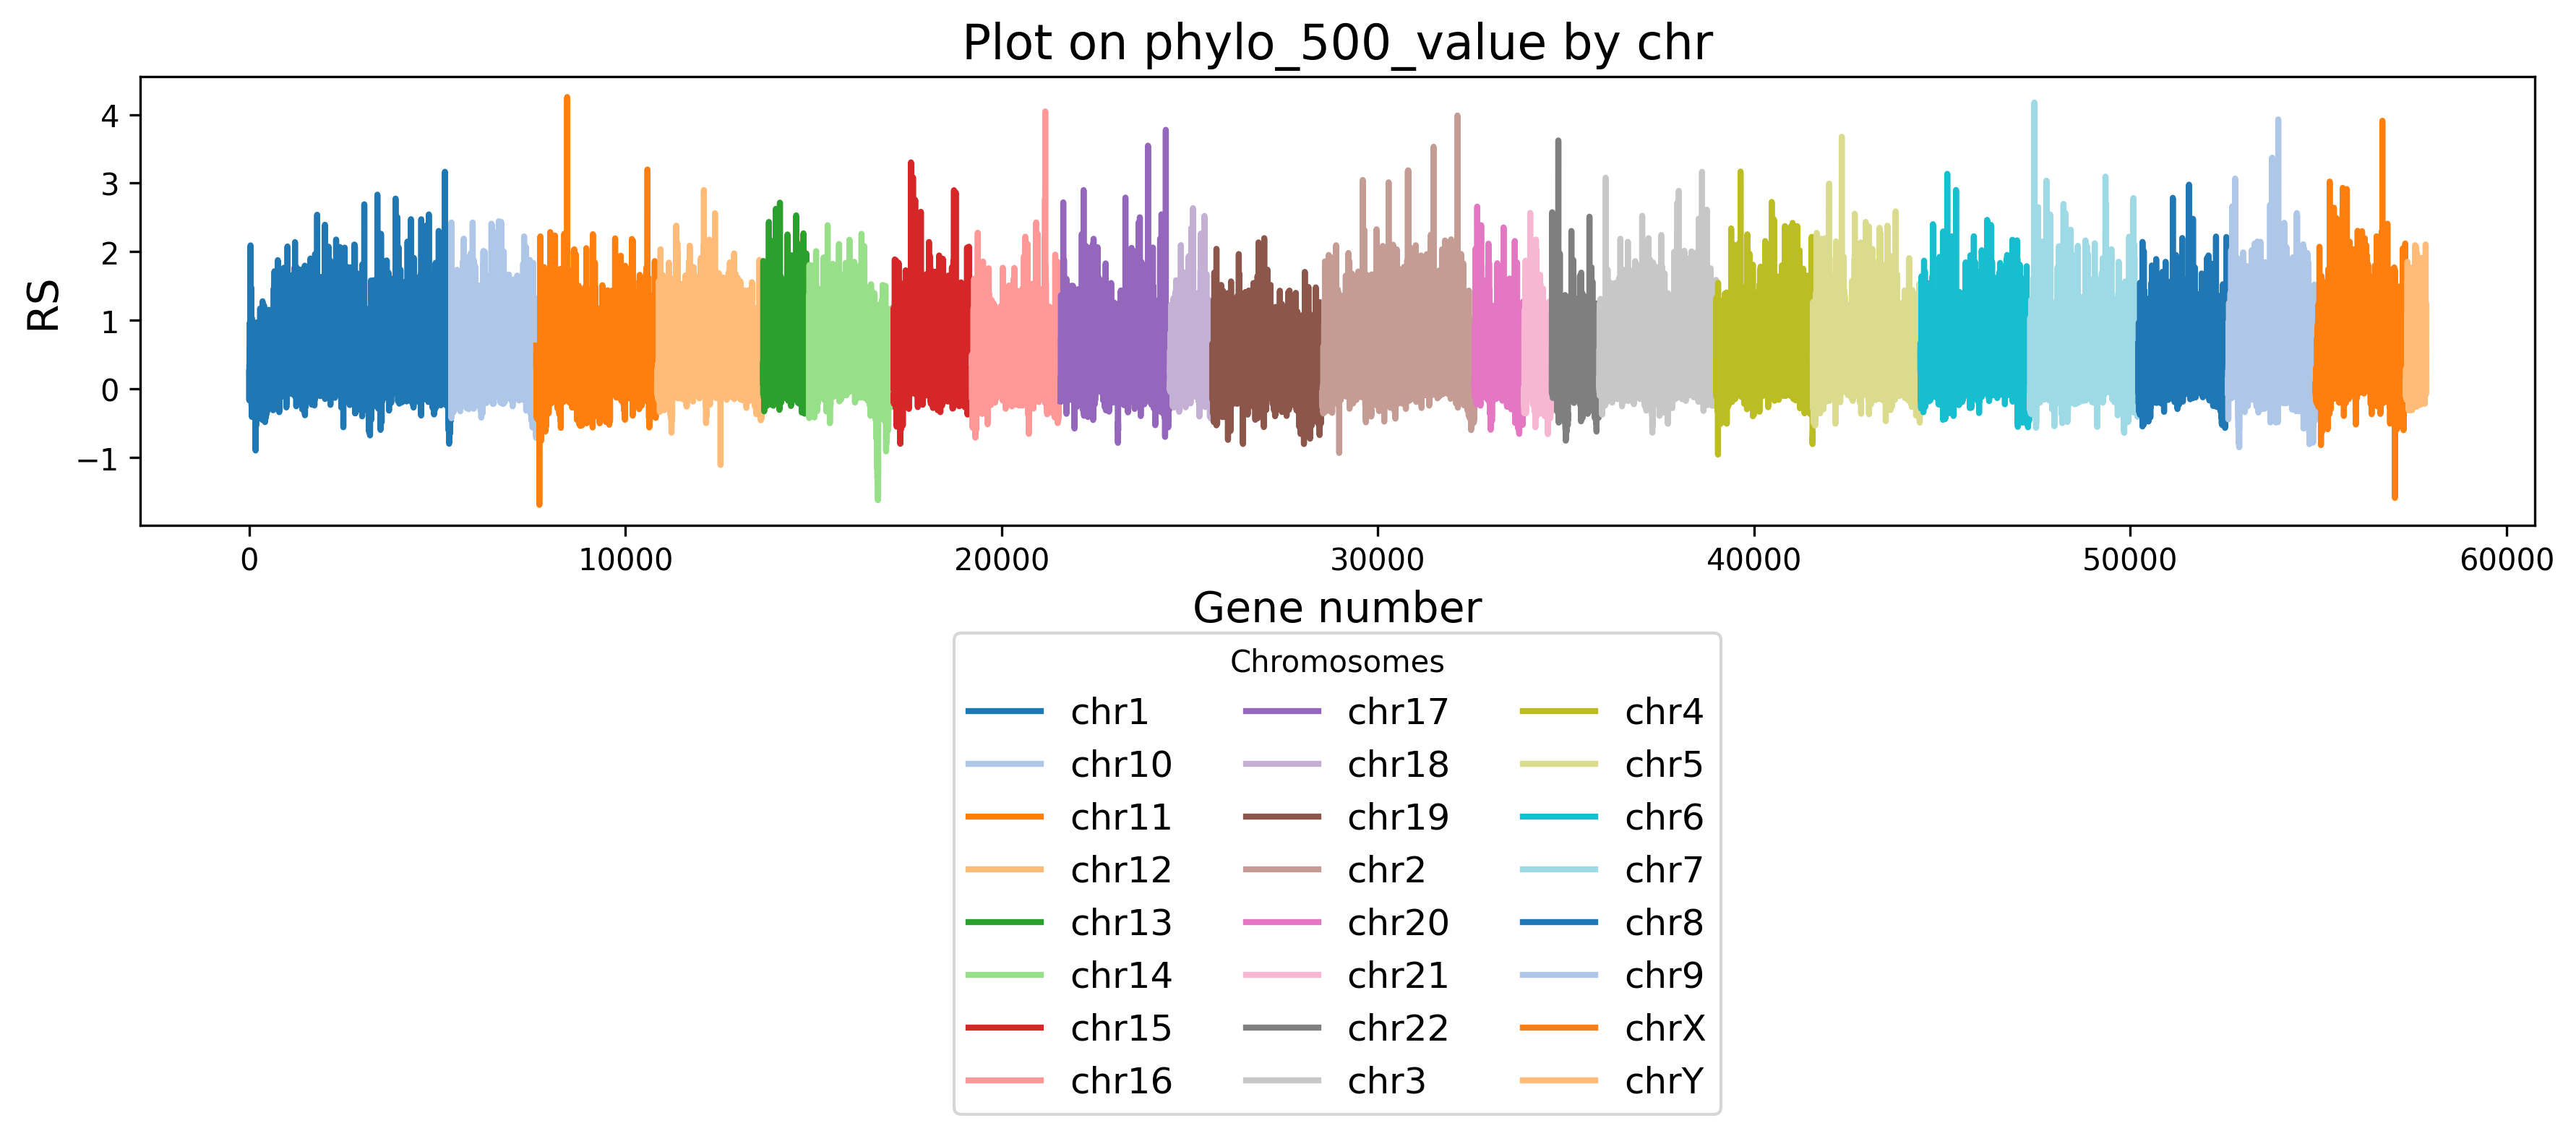 Plot on phylo_500_value by chr
RS
4
3
2
1
0
−1
0 10000 20000 30000 40000 50000 60000
Gene number
Chromosomes
chr1 chr17 chr4
chr10 chr18 chr5
chr11 chr19 chr6
chr12 chr2 chr7
chr13 chr20 chr8
chr14 chr21 chr9
chr15 chr22 chrX
chr16 chr3 chrY